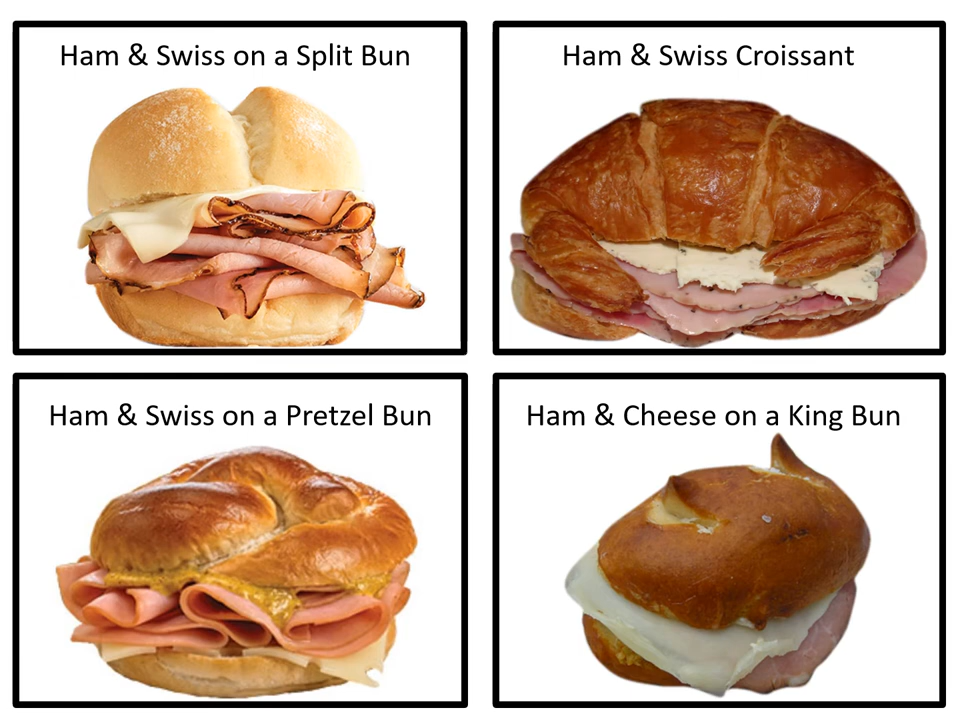 Ham & Swiss on a Split Bun
Ham & Swiss Croissant
Ham & Swiss on a Pretzel Bun
Ham & Cheese on a King Bun